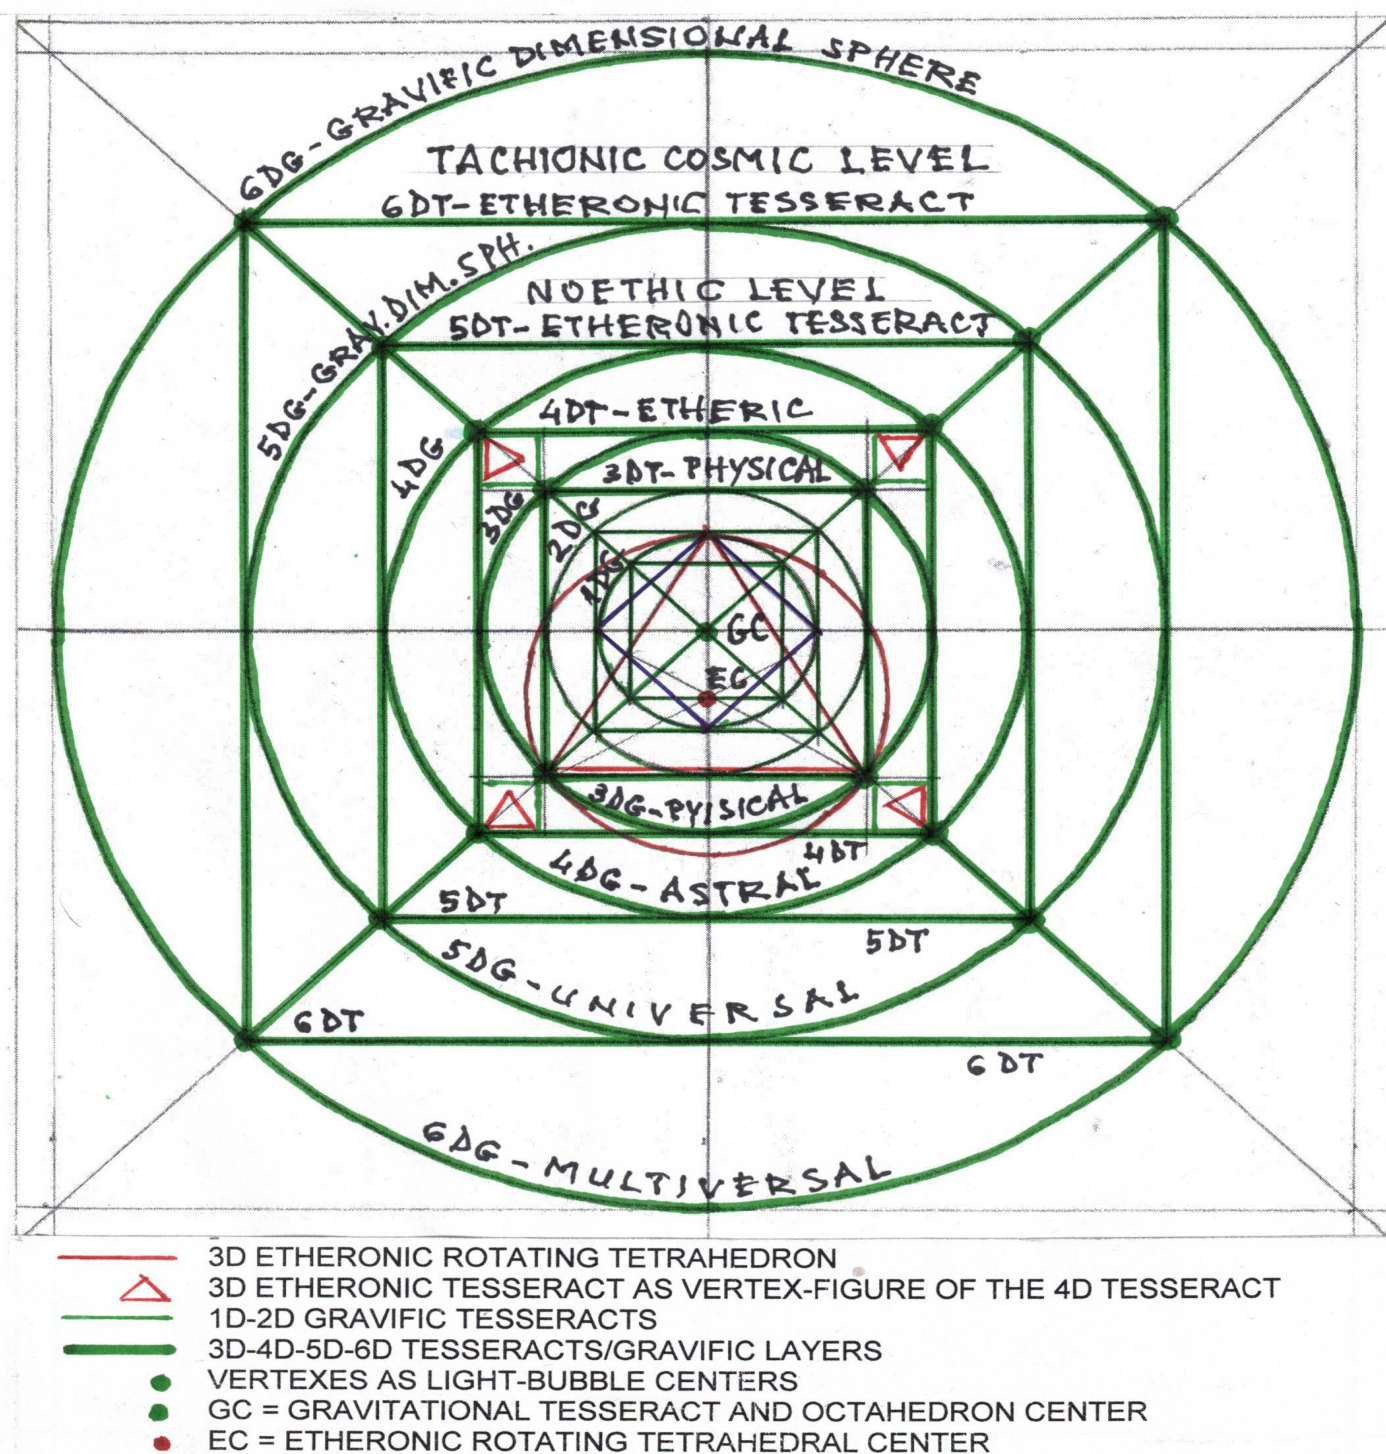 6DG-GRAVIFIC DIMENSIONAL SPHERE
TACHIONIC COSMIC LEVEL
6DT-ETHERONIC TESSERACT
5DG-GRAV.DIM.SPH.
NOETHIC LEVEL
5DT-ETHERONIC TESSERACT
4DG
4DT-ETHERIC
3DG
3DT-PHYSICAL
2DG
1DG
GC
EG
3DG-PYISICAL
4DT
4DG-ASTRAL
5DT
5DT
5DG-UNIVERSAL
6DT
6DT
6DG-MULTIVERSAL
3D ETHERONIC ROTATING TETRAHEDRON
3D ETHERONIC TESSERACT AS VERTEX-FIGURE OF THE 4D TESSERACT
1D-2D GRAVIFIC TESSERACTS
3D-4D-5D-6D TESSERACTS/GRAVIFIC LAYERS
VERTEXES AS LIGHT-BUBBLE CENTERS
GC = GRAVITATIONAL TESSERACT AND OCTAHEDRON CENTER
EC = ETHERONIC ROTATING TETRAHEDRAL CENTER